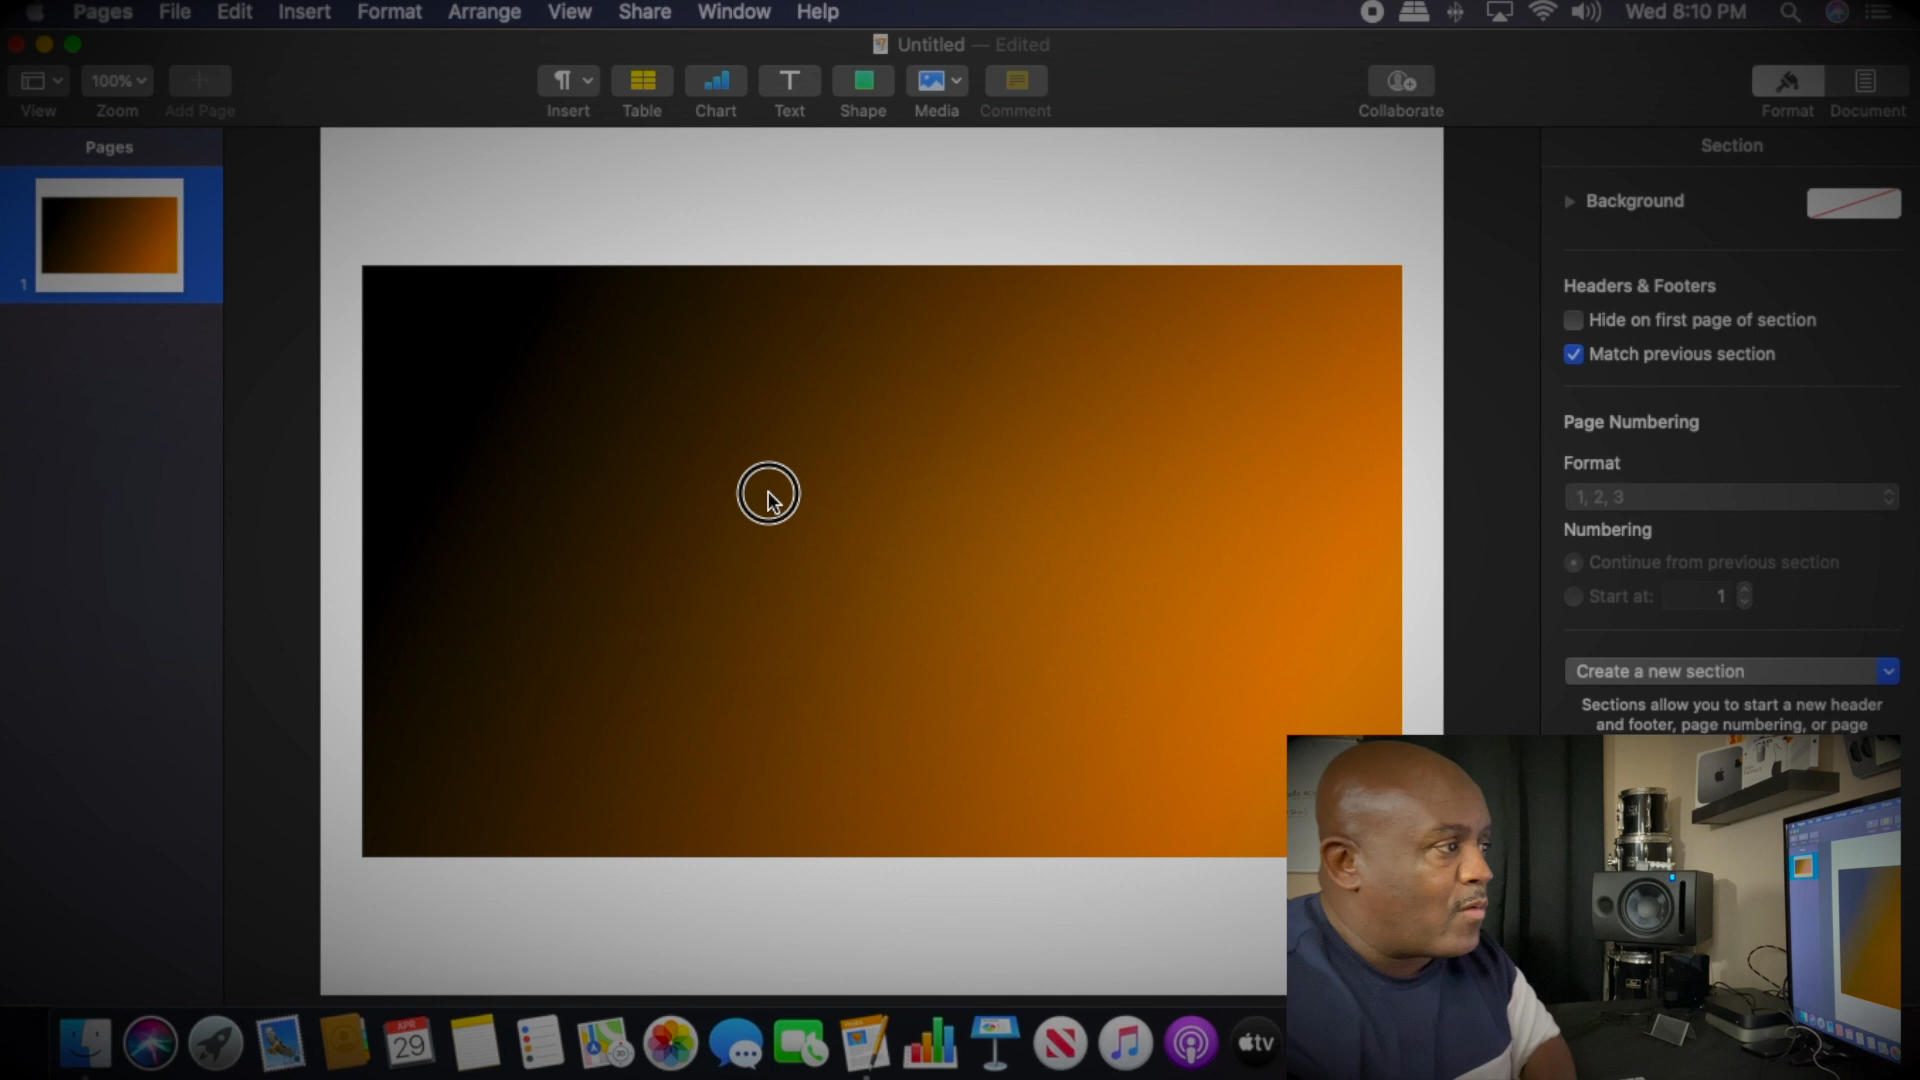 Pages File Edit Insert Format Arrange View Share Window Help Wed 8:10 PM
Untitled — Edited
100%
View Zoom Add Page Insert Table Chart Text Shape Media Comment Collaborate Format Document
Pages
Section
1
Background
Headers & Footers
Hide on first page of section
Match previous section
Page Numbering
Format
1, 2, 3
Numbering
Continue from previous section
Start at: 1
Create a new section
Sections allow you to start a new header
and footer, page numbering, or page
APR
29
tv